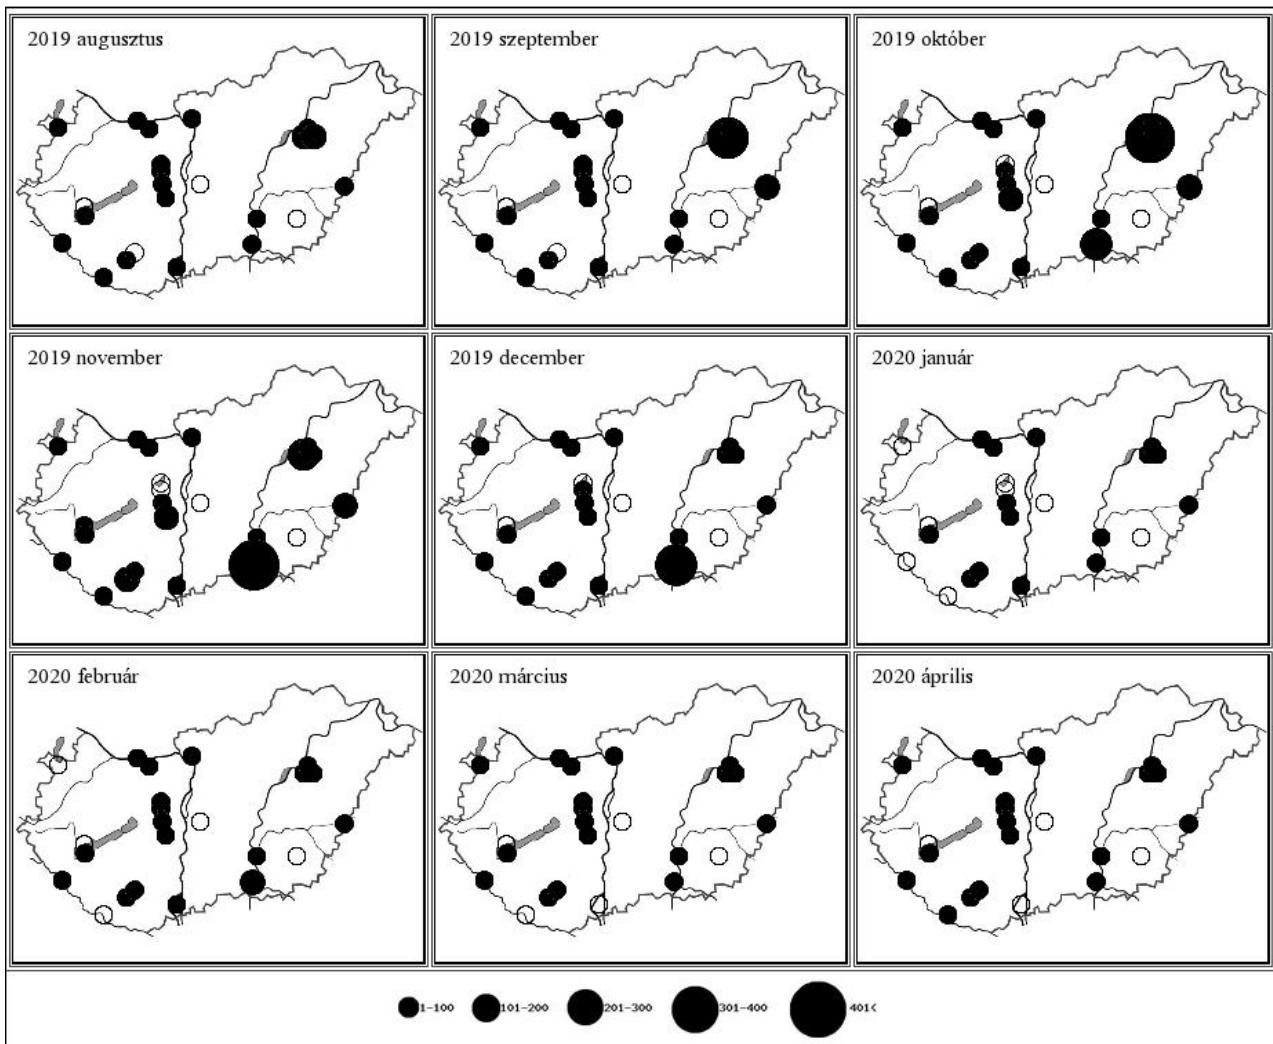 2019 augusztus
2019 szeptember
2019 október
2019 november
2019 december
2020 január
2020 február
2020 március
2020 április
1-100 101-200 201-300 301-400 401<